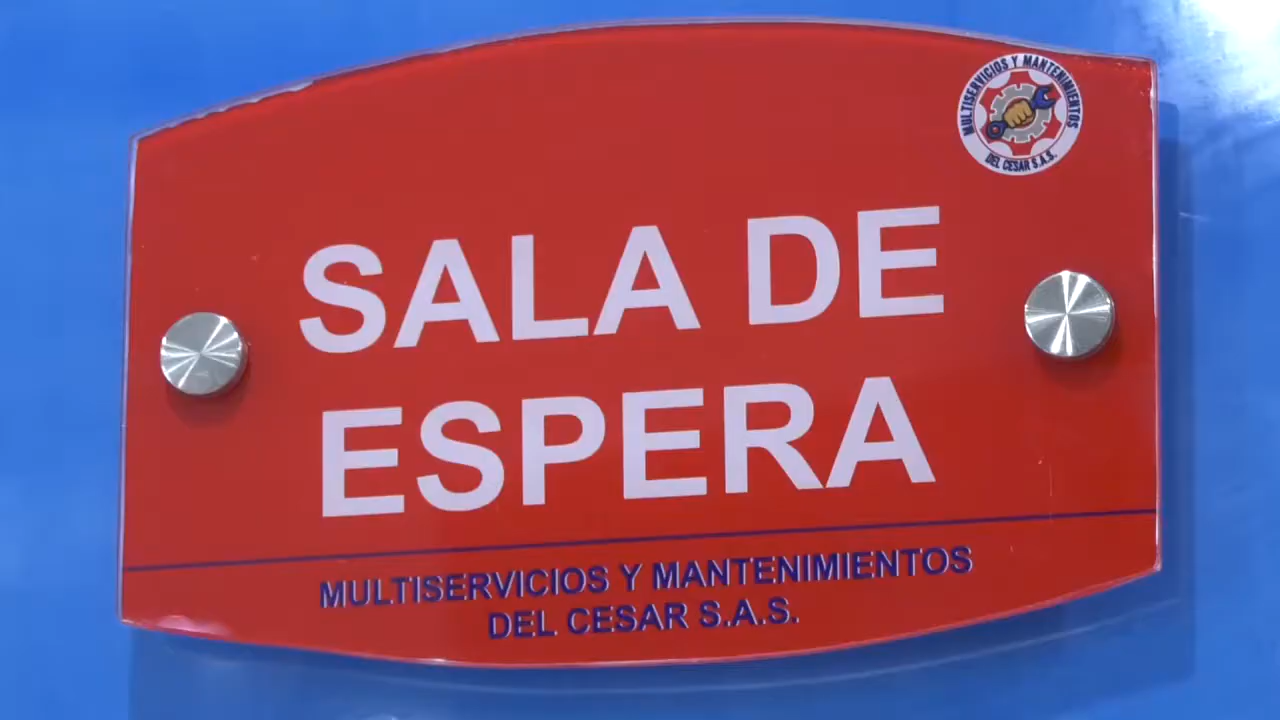 MULTISERVICIOS Y MANTENIMIENTOS
DEL CESAR S.A.S.
SALA DE
ESPERA
MULTISERVICIOS Y MANTENIMIENTOS
DEL CESAR S.A.S.